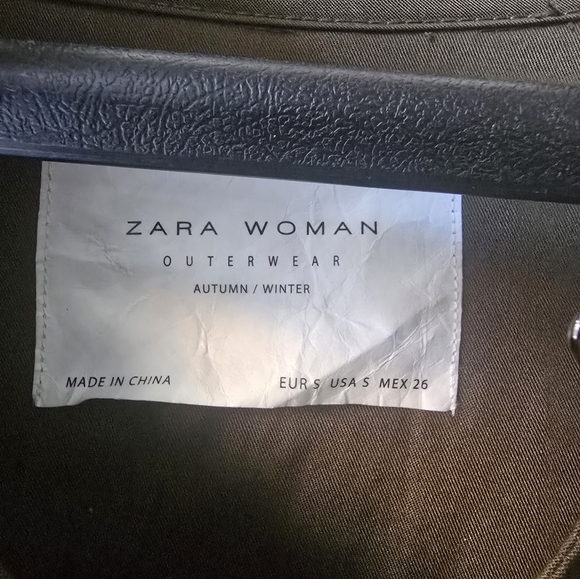 ZARA WOMAN
OUTERWEAR
AUTUMN / WINTER
MADE IN CHINA EUR S USA S MEX 26